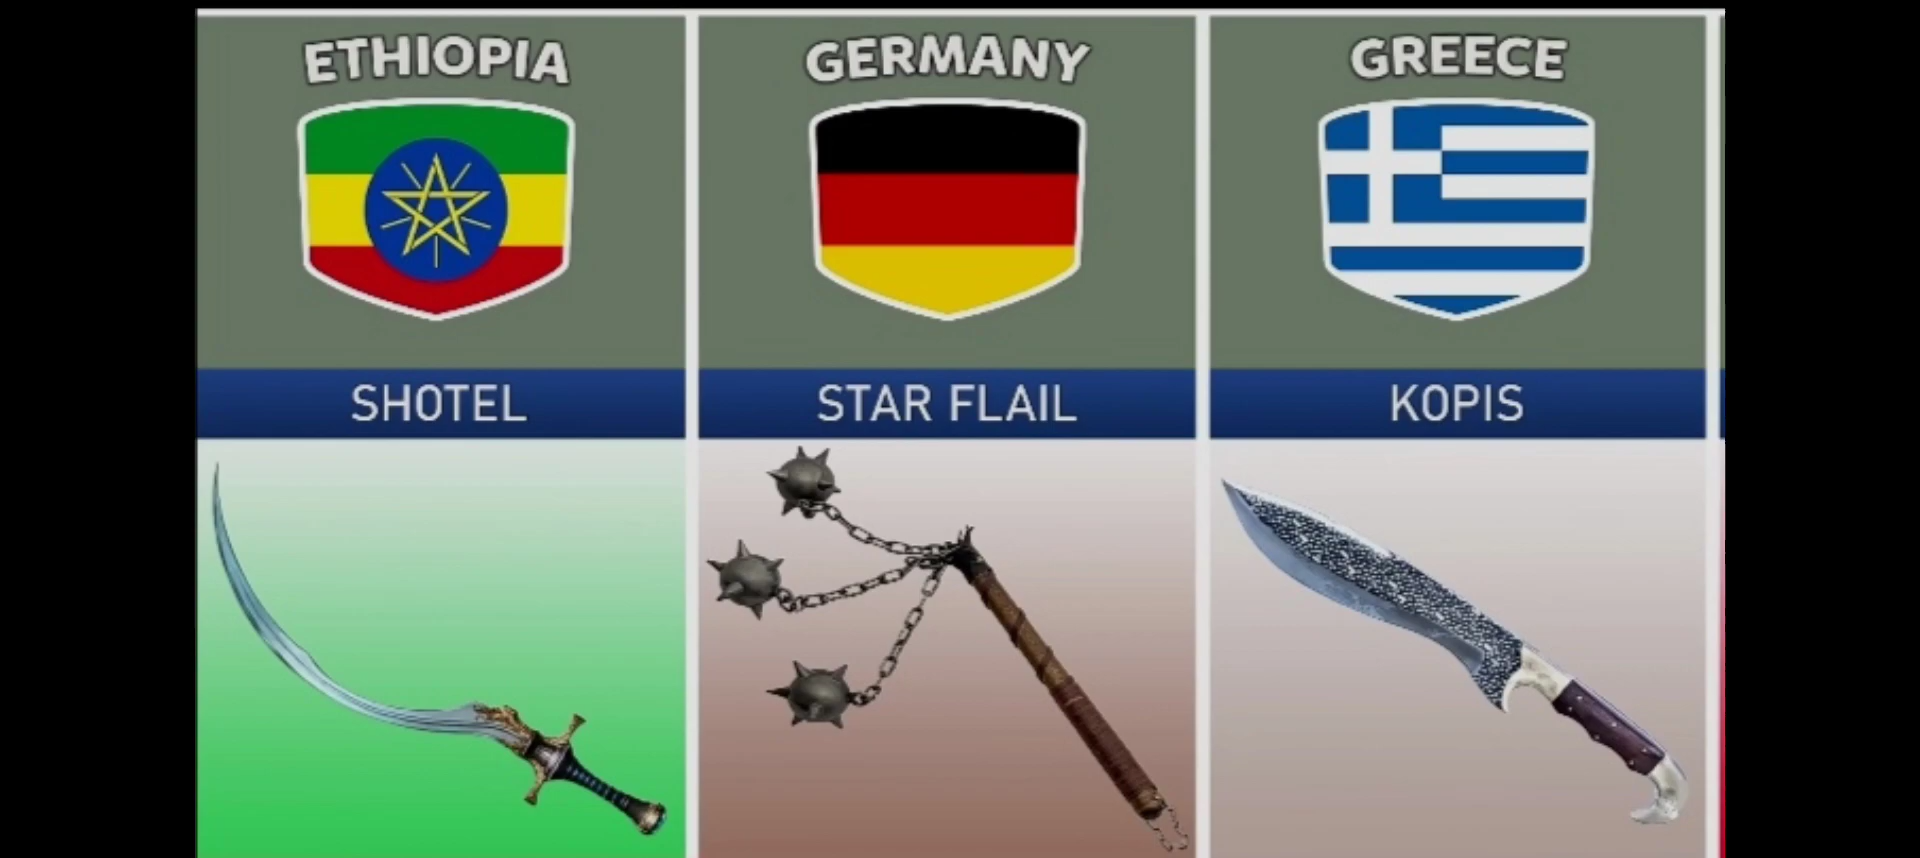 ETHIOPIA
GERMANY
GREECE
SHOTEL
STAR FLAIL
KOPIS